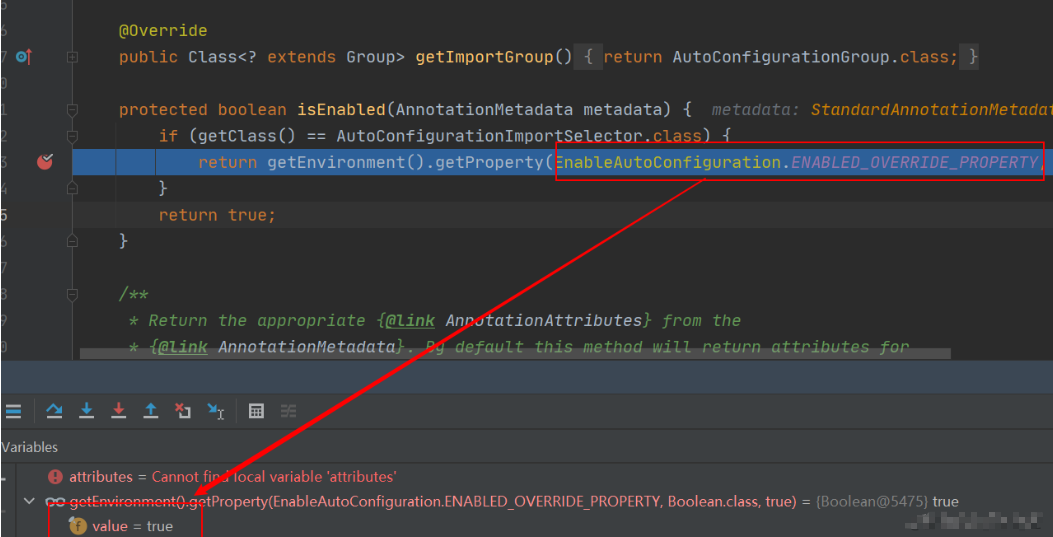 @Override
public Class<? extends Group> getImportGroup() { return AutoConfigurationGroup.class; }
protected boolean isEnabled(AnnotationMetadata metadata) { metadata: StandardAnnotationMetadat
if (getClass() == AutoConfigurationImportSelector.class) {
return getEnvironment().getProperty(EnableAutoConfiguration.ENABLED_OVERRIDE_PROPERTY,
}
return true;
}
/**
* Return the appropriate {@link AnnotationAttributes} from the
* {@link AnnotationMetadata}. By default this method will return attributes for
Variables
attributes = Cannot find local variable 'attributes'
getEnvironment().getProperty(EnableAutoConfiguration.ENABLED_OVERRIDE_PROPERTY, Boolean.class, true) = {Boolean@5475} true
value = true